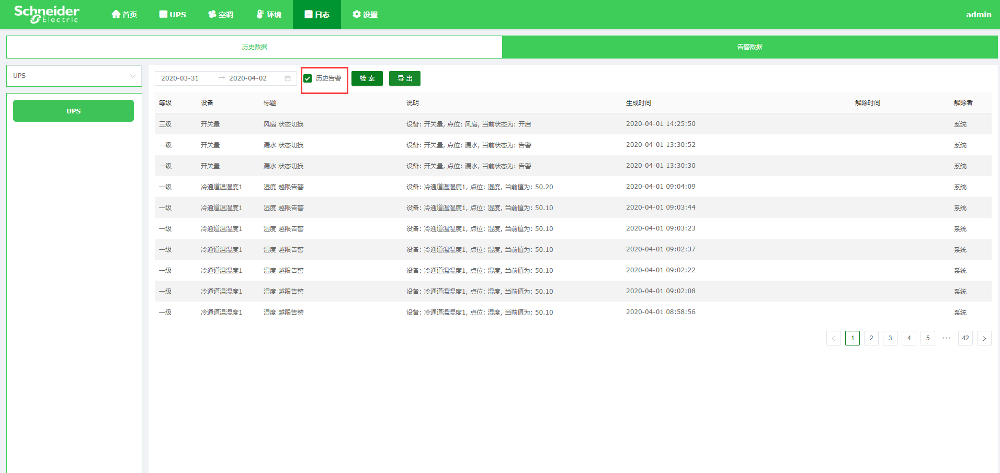 Schneider Electric 首页 UPS 空调 环境 日志 设置 admin
历史数据 告警数据
UPS
UPS
2020-03-31 → 2020-04-02 历史告警 检 索 导 出
等级 设备 标题 说明 生成时间 解除时间 解除者
三级 开关量 风扇 状态切换 设备: 开关量, 点位: 风扇, 当前状态为: 开启 2020-04-01 14:25:50 系统
一级 开关量 漏水 状态切换 设备: 开关量, 点位: 漏水, 当前状态为: 告警 2020-04-01 13:30:52 系统
一级 开关量 漏水 状态切换 设备: 开关量, 点位: 漏水, 当前状态为: 告警 2020-04-01 13:30:30 系统
一级 冷通道温湿度1 湿度 越限告警 设备: 冷通道温湿度1, 点位: 湿度, 当前值为: 50.20 2020-04-01 09:04:09 系统
一级 冷通道温湿度1 湿度 越限告警 设备: 冷通道温湿度1, 点位: 湿度, 当前值为: 50.10 2020-04-01 09:03:44 系统
一级 冷通道温湿度1 湿度 越限告警 设备: 冷通道温湿度1, 点位: 湿度, 当前值为: 50.10 2020-04-01 09:03:23 系统
一级 冷通道温湿度1 湿度 越限告警 设备: 冷通道温湿度1, 点位: 湿度, 当前值为: 50.10 2020-04-01 09:02:37 系统
一级 冷通道温湿度1 湿度 越限告警 设备: 冷通道温湿度1, 点位: 湿度, 当前值为: 50.10 2020-04-01 09:02:22 系统
一级 冷通道温湿度1 湿度 越限告警 设备: 冷通道温湿度1, 点位: 湿度, 当前值为: 50.10 2020-04-01 09:02:08 系统
一级 冷通道温湿度1 湿度 越限告警 设备: 冷通道温湿度1, 点位: 湿度, 当前值为: 50.10 2020-04-01 08:58:56 系统
< 1 2 3 4 5 ••• 42 >